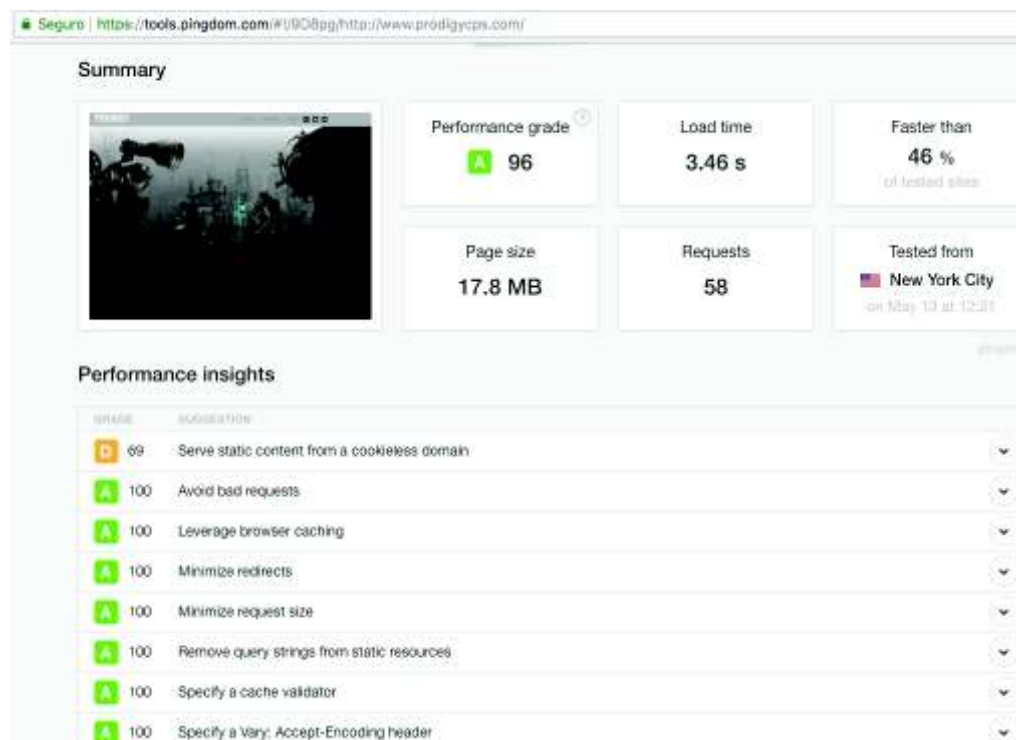 Seguro | https://tools.pingdom.com/#!/9D8pg/http://www.prodigycps.com/
Summary
Performance grade
A 96
Load time
3.46 s
Faster than
46 %
of tested sites
Page size
17.8 MB
Requests
58
Tested from
New York City
on May 13 at 12:21
Performance insights
GRADE SUGGESTION
D 69 Serve static content from a cookieless domain
A 100 Avoid bad requests
A 100 Leverage browser caching
A 100 Minimize redirects
A 100 Minimize request size
A 100 Remove query strings from static resources
A 100 Specify a cache validator
A 100 Specify a Vary: Accept-Encoding header